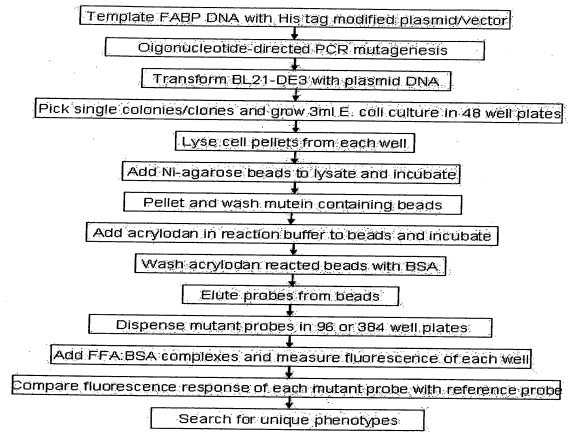 Template FABP DNA with His tag modified plasmid/vector
Oigonucleotide-directed PCR mutagenesis
Transform BL21-DE3 with plasmid DNA
Pick single colonies/clones and grow 3ml E. coli culture in 48 well plates
Lyse cell pellets from each well
Add Ni-agarose beads to lysate and incubate
Pellet and wash mutein containing beads
Add acrylodan in reaction buffer to beads and incubate
Wash acrylodan reacted beads with BSA
Elute probes from beads
Dispense mutant probes in 96 or 384 well plates
Add FFA:BSA complexes and measure fluorescence of each well
Compare fluorescence response of each mutant probe with reference probe
Search for unique phenotypes